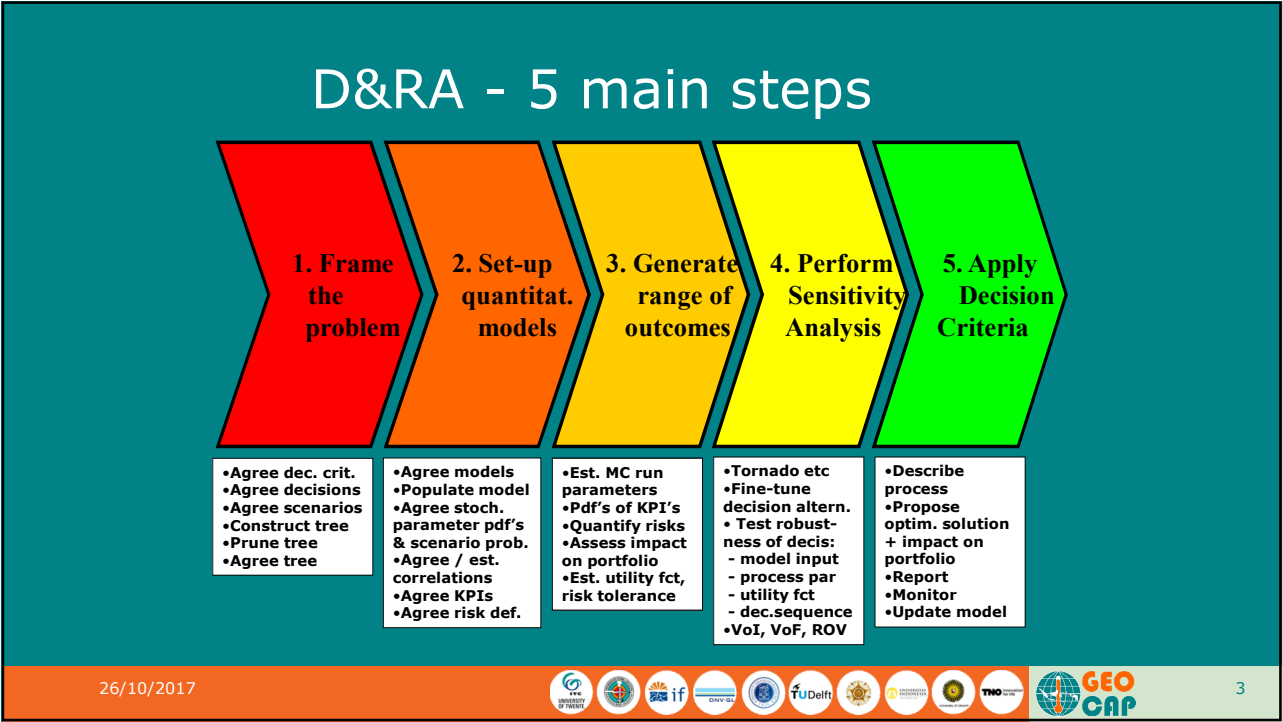 D&RA - 5 main steps
1. Frame
the
problem
2. Set-up
quantitat.
models
3. Generate
range of
outcomes
4. Perform
Sensitivity
Analysis
5. Apply
Decision
Criteria
•Agree dec. crit.
•Agree decisions
•Agree scenarios
•Construct tree
•Prune tree
•Agree tree
•Agree models
•Populate model
•Agree stoch.
parameter pdf's
& scenario prob.
•Agree / est.
correlations
•Agree KPIs
•Agree risk def.
•Est. MC run
parameters
•Pdf's of KPI's
•Quantify risks
•Assess impact
on portfolio
•Est. utility fct,
risk tolerance
•Tornado etc
•Fine-tune
decision altern.
• Test robust-
ness of decis:
- model input
- process par
- utility fct
- dec.sequence
•VoI, VoF, ROV
•Describe
process
•Propose
optim. solution
+ impact on
portfolio
•Report
•Monitor
•Update model
26/10/2017
ITC
UNIVERSITY
OF TWENTE
if
DNV·GL
TUDelft
UNIVERSITAS
INDONESIA
TNO innovation
for life
GEO
CAP
3